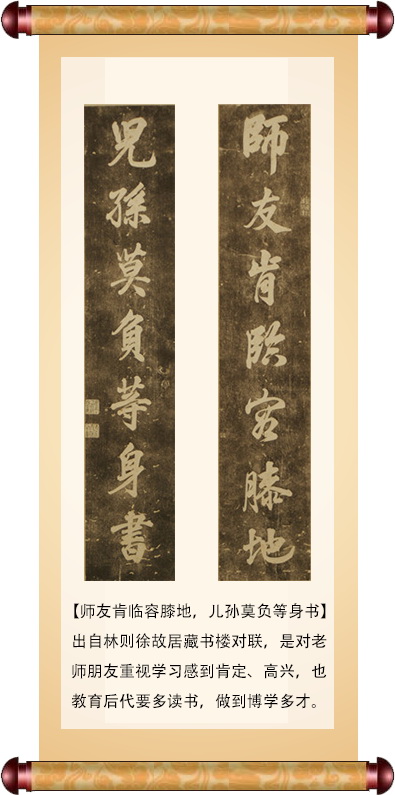 師友肯臨容膝地
兒孫莫負等身書
【师友肯临容膝地，儿孙莫负等身书】
出自林则徐故居藏书楼对联，是对老
师朋友重视学习感到肯定、高兴，也
教育后代要多读书，做到博学多才。